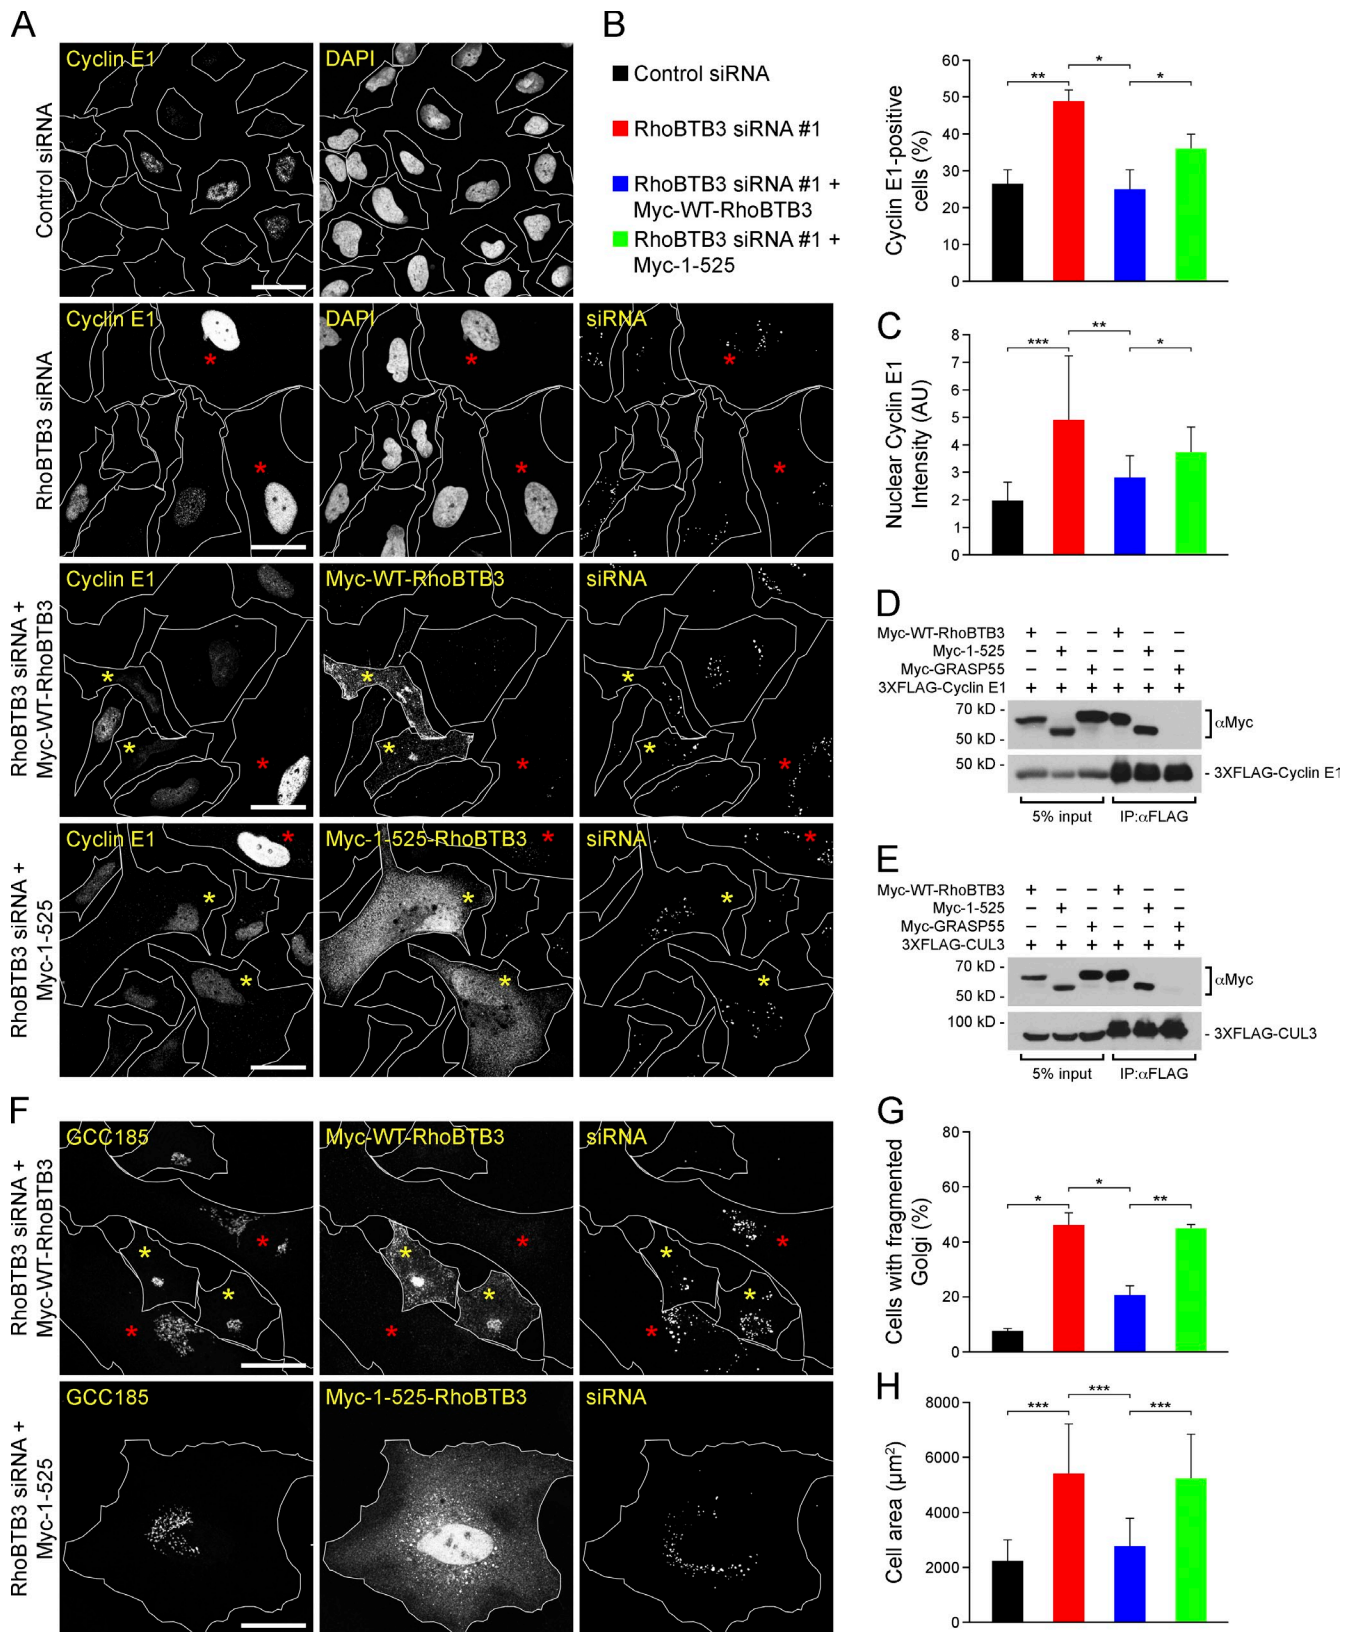 A
Cyclin E1
DAPI
Control siRNA
Cyclin E1
DAPI
siRNA
RhoBTB3 siRNA
*
*
*
*
*
*
Cyclin E1
Myc-WT-RhoBTB3
siRNA
RhoBTB3 siRNA +
Myc-WT-RhoBTB3
*
*
*
*
*
*
*
*
*
Cyclin E1
Myc-1-525-RhoBTB3
siRNA
RhoBTB3 siRNA +
Myc-1-525
*
*
*
*
*
*
*
*
*
B
Control siRNA
RhoBTB3 siRNA #1
RhoBTB3 siRNA #1 +
Myc-WT-RhoBTB3
RhoBTB3 siRNA #1 +
Myc-1-525
Cyclin E1-positive
cells (%)
60
50
40
30
20
10
0
**
*
*
C
Nuclear Cyclin E1
Intensity (AU)
8
7
6
5
4
3
2
1
0
***
**
*
D
Myc-WT-RhoBTB3 + – – + – –
Myc-1-525 – + – – + –
Myc-GRASP55 – – + – – +
3XFLAG-Cyclin E1 + + + + + +
70 kD -
50 kD -
αMyc
50 kD -
- 3XFLAG-Cyclin E1
5% input
IP:αFLAG
E
Myc-WT-RhoBTB3 + – – + – –
Myc-1-525 – + – – + –
Myc-GRASP55 – – + – – +
3XFLAG-CUL3 + + + + + +
70 kD -
50 kD -
αMyc
100 kD -
- 3XFLAG-CUL3
5% input
IP:αFLAG
F
GCC185
Myc-WT-RhoBTB3
siRNA
RhoBTB3 siRNA +
Myc-WT-RhoBTB3
*
*
*
*
*
*
*
*
*
*
*
*
GCC185
Myc-1-525-RhoBTB3
siRNA
RhoBTB3 siRNA +
Myc-1-525
G
Cells with fragmented
Golgi (%)
80
60
40
20
0
*
*
**
H
Cell area (µm²)
8000
6000
4000
2000
0
***
***
***